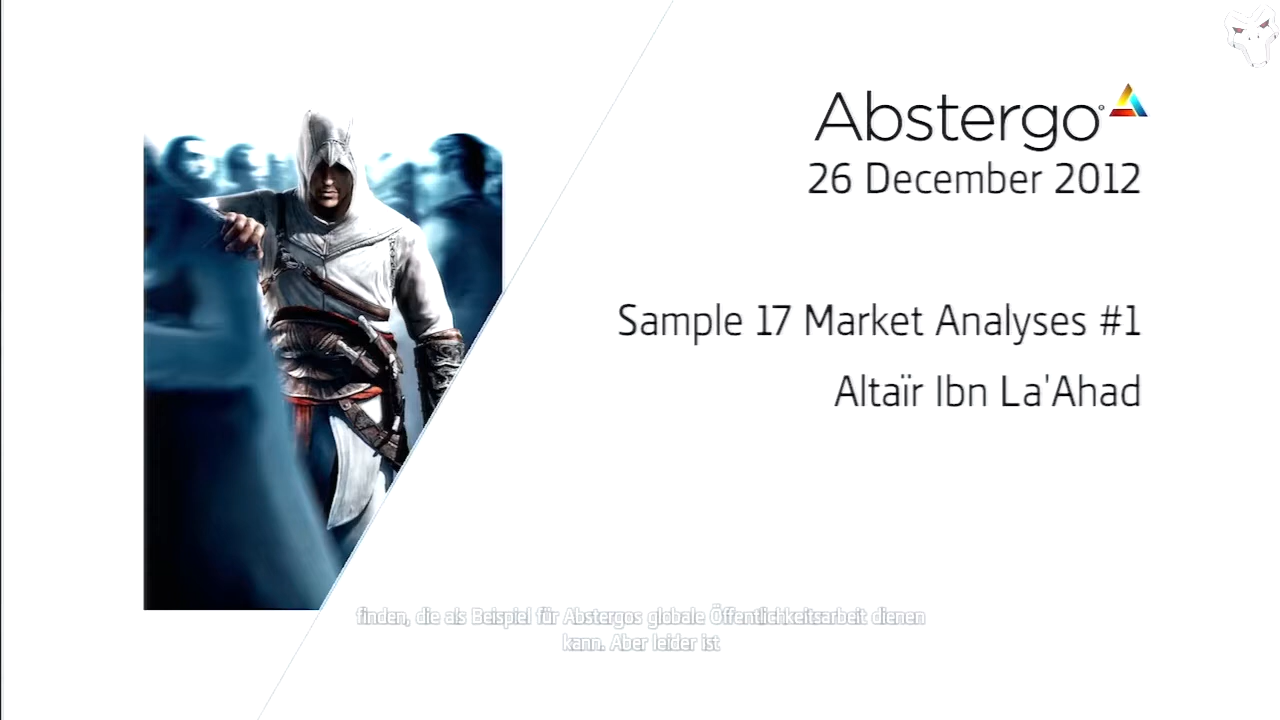 Abstergo
26 December 2012
Sample 17 Market Analyses #1
Altaïr Ibn La'Ahad
finden, die als Beispiel für Abstergos globale Öffentlichkeitsarbeit dienen
kann. Aber leider ist